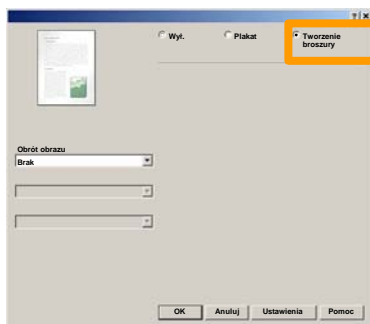 Wył.
Plakat
Tworzenie
broszury
Obrót obrazu
Brak
OK
Anuluj
Ustawienia
Pomoc